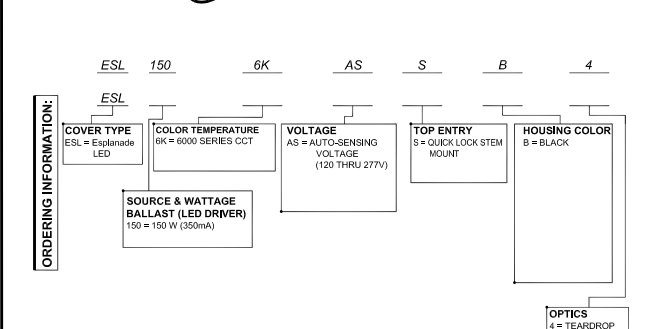 ESL 150 6K AS S B 4
ESL
ORDERING INFORMATION:
COVER TYPE
ESL = Esplanade
LED
COLOR TEMPERATURE
6K = 6000 SERIES CCT
VOLTAGE
AS = AUTO-SENSING
VOLTAGE
(120 THRU 277V)
TOP ENTRY
S = QUICK LOCK STEM
MOUNT
HOUSING COLOR
B = BLACK
SOURCE & WATTAGE
BALLAST (LED DRIVER)
150 = 150 W (350mA)
OPTICS
4 = TEARDROP